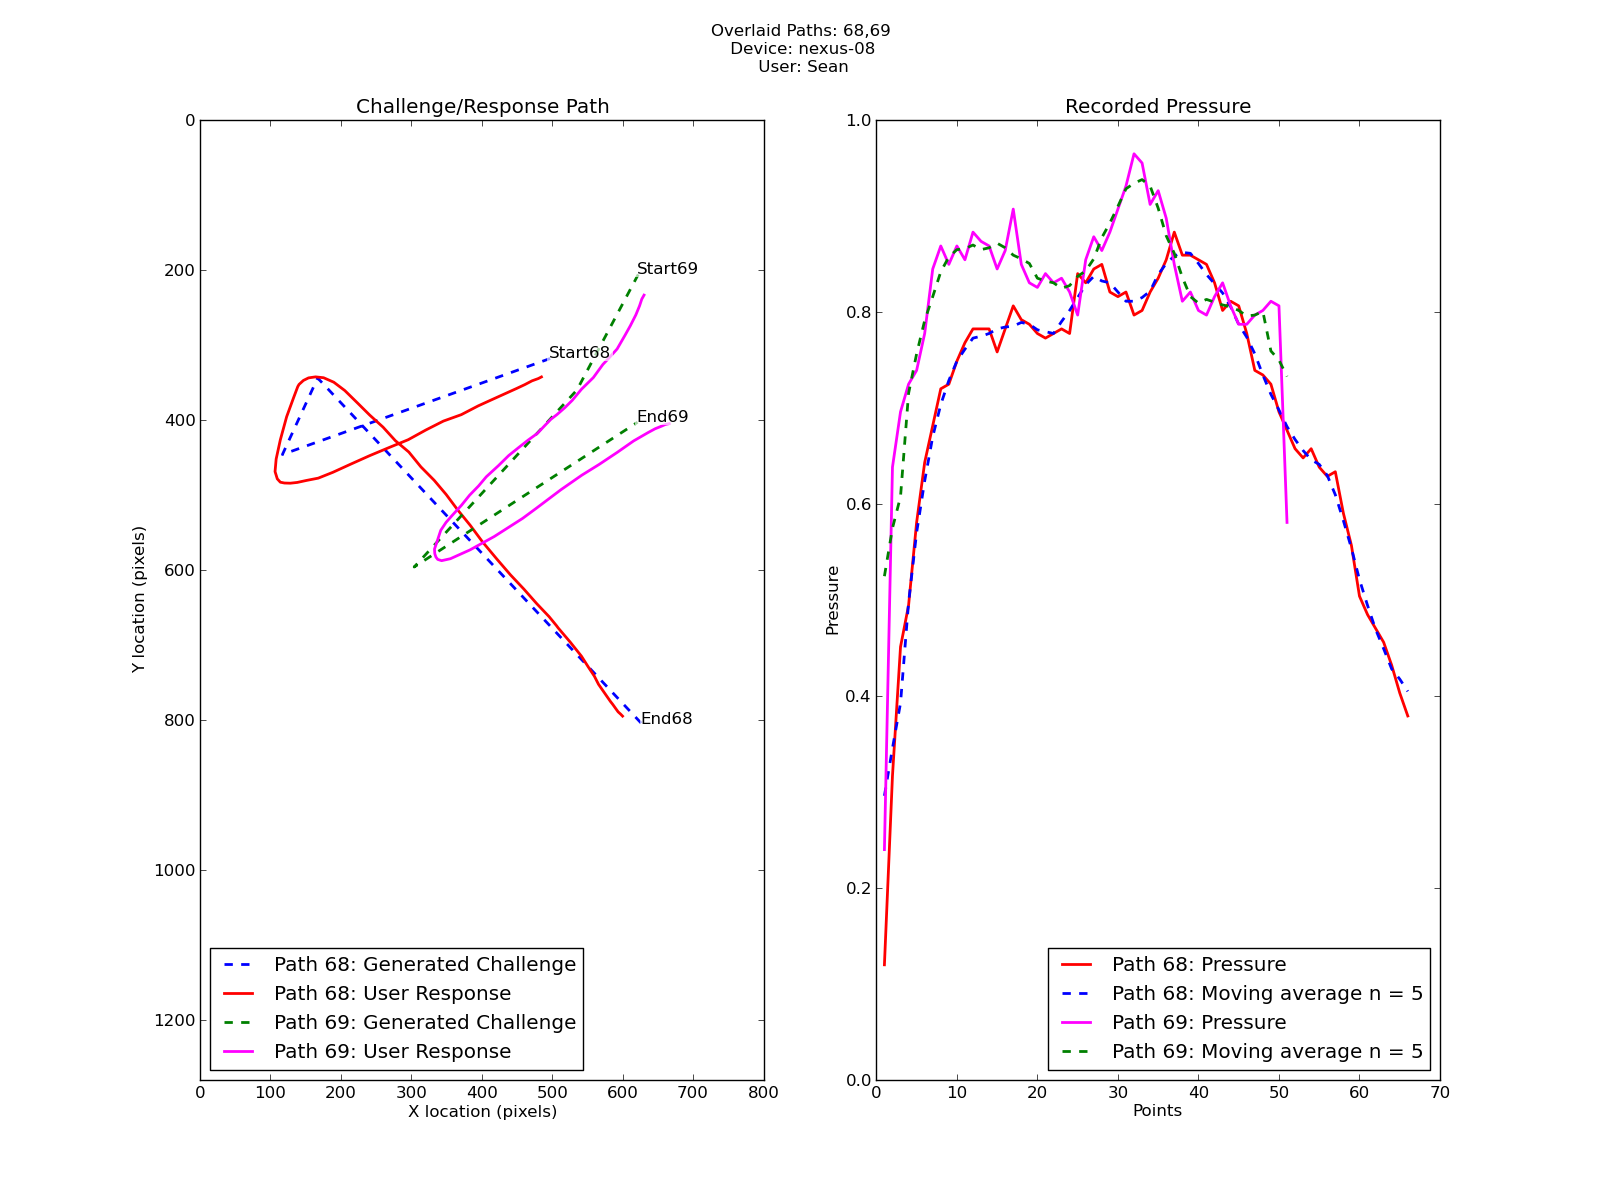 Overlaid Paths: 68,69
Device: nexus-08
User: Sean
Challenge/Response Path
0
200
400
600
800
1000
1200
Y location (pixels)
Start69
Start68
End69
End68
Path 68: Generated Challenge
Path 68: User Response
Path 69: Generated Challenge
Path 69: User Response
0 100 200 300 400 500 600 700 800
X location (pixels)
Recorded Pressure
1.0
0.8
0.6
0.4
0.2
0.0
Pressure
Path 68: Pressure
Path 68: Moving average n = 5
Path 69: Pressure
Path 69: Moving average n = 5
0 10 20 30 40 50 60 70
Points